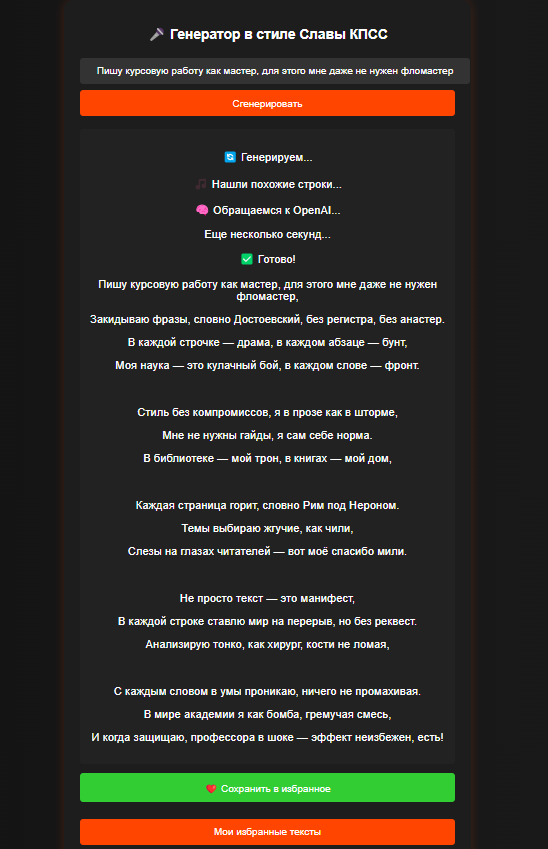 🎤 Генератор в стиле Славы КПСС
Пишу курсовую работу как мастер, для этого мне даже не нужен фломастер
Сгенерировать
🔄 Генерируем...
🎵 Нашли похожие строки...
🧠 Обращаемся к OpenAI...
Еще несколько секунд...
✅ Готово!
Пишу курсовую работу как мастер, для этого мне даже не нужен
фломастер,
Закидываю фразы, словно Достоевский, без регистра, без анастер.
В каждой строчке — драма, в каждом абзаце — бунт,
Моя наука — это кулачный бой, в каждом слове — фронт.
Стиль без компромиссов, я в прозе как в шторме,
Мне не нужны гайды, я сам себе норма.
В библиотеке — мой трон, в книгах — мой дом,
Каждая страница горит, словно Рим под Нероном.
Темы выбираю жгучие, как чили,
Слезы на глазах читателей — вот моё спасибо мили.
Не просто текст — это манифест,
В каждой строке ставлю мир на перерыв, но без реквест.
Анализирую тонко, как хирург, кости не ломая,
С каждым словом в умы проникаю, ничего не промахивая.
В мире академии я как бомба, гремучая смесь,
И когда защищаю, профессора в шоке — эффект неизбежен, есть!
❤️ Сохранить в избранное
Мои избранные тексты